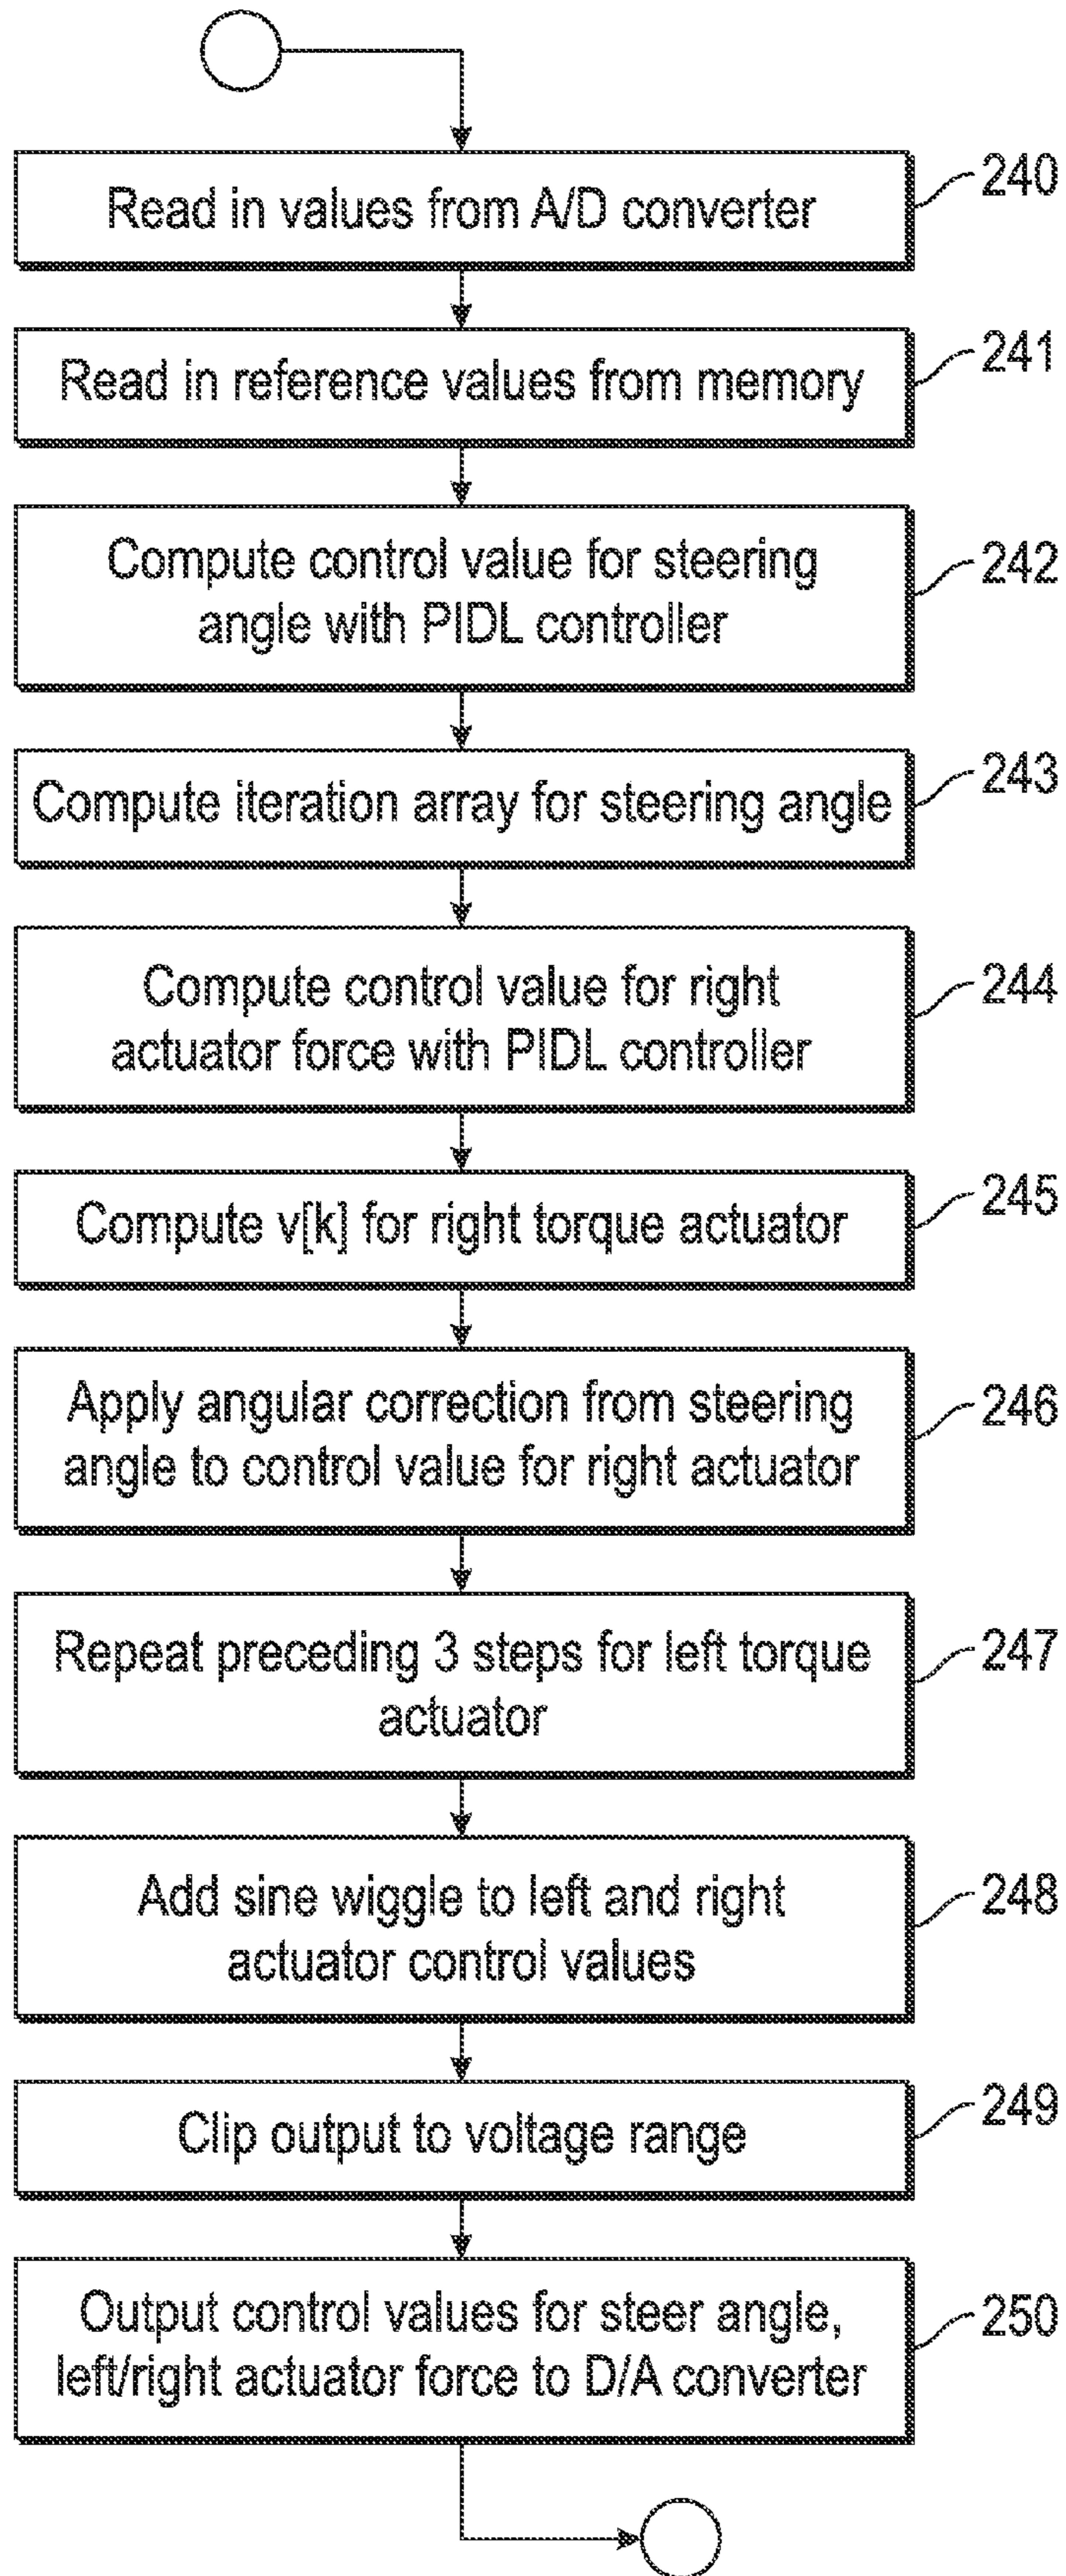 Read in values from A/D converter
240
Read in reference values from memory
241
Compute control value for steering
angle with PIDL controller
242
Compute iteration array for steering angle
243
Compute control value for right
actuator force with PIDL controller
244
Compute v[k] for right torque actuator
245
Apply angular correction from steering
angle to control value for right actuator
246
Repeat preceding 3 steps for left torque
actuator
247
Add sine wiggle to left and right
actuator control values
248
Clip output to voltage range
249
Output control values for steer angle,
left/right actuator force to D/A converter
250